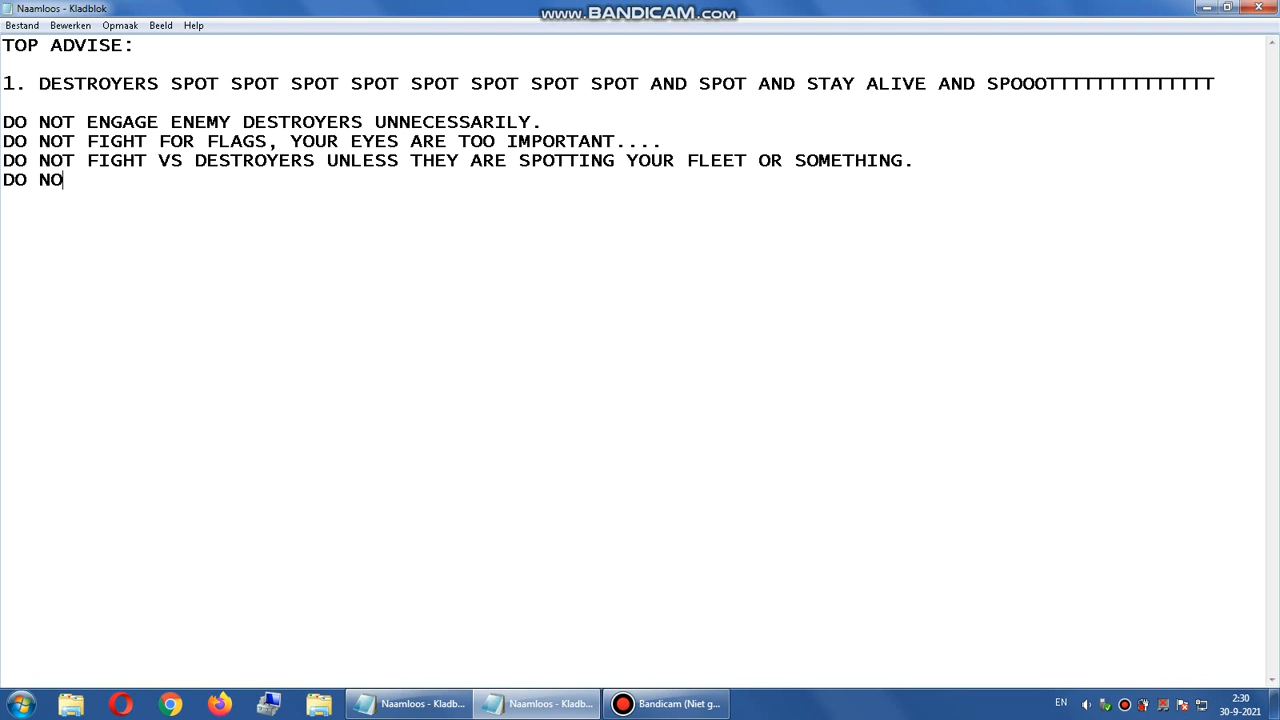 Naamloos - Kladblok
www.BANDICAM.com
Bestand Bewerken Opmaak Beeld Help
TOP ADVISE:
1. DESTROYERS SPOT SPOT SPOT SPOT SPOT SPOT SPOT SPOT AND SPOT AND STAY ALIVE AND SPOOOTTTTTTTTTTTTTT
DO NOT ENGAGE ENEMY DESTROYERS UNNECESSARILY.
DO NOT FIGHT FOR FLAGS, YOUR EYES ARE TOO IMPORTANT....
DO NOT FIGHT VS DESTROYERS UNLESS THEY ARE SPOTTING YOUR FLEET OR SOMETHING.
DO NO
Naamloos - Kladb... Naamloos - Kladb... Bandicam (Niet g... EN 2:30
30-9-2021